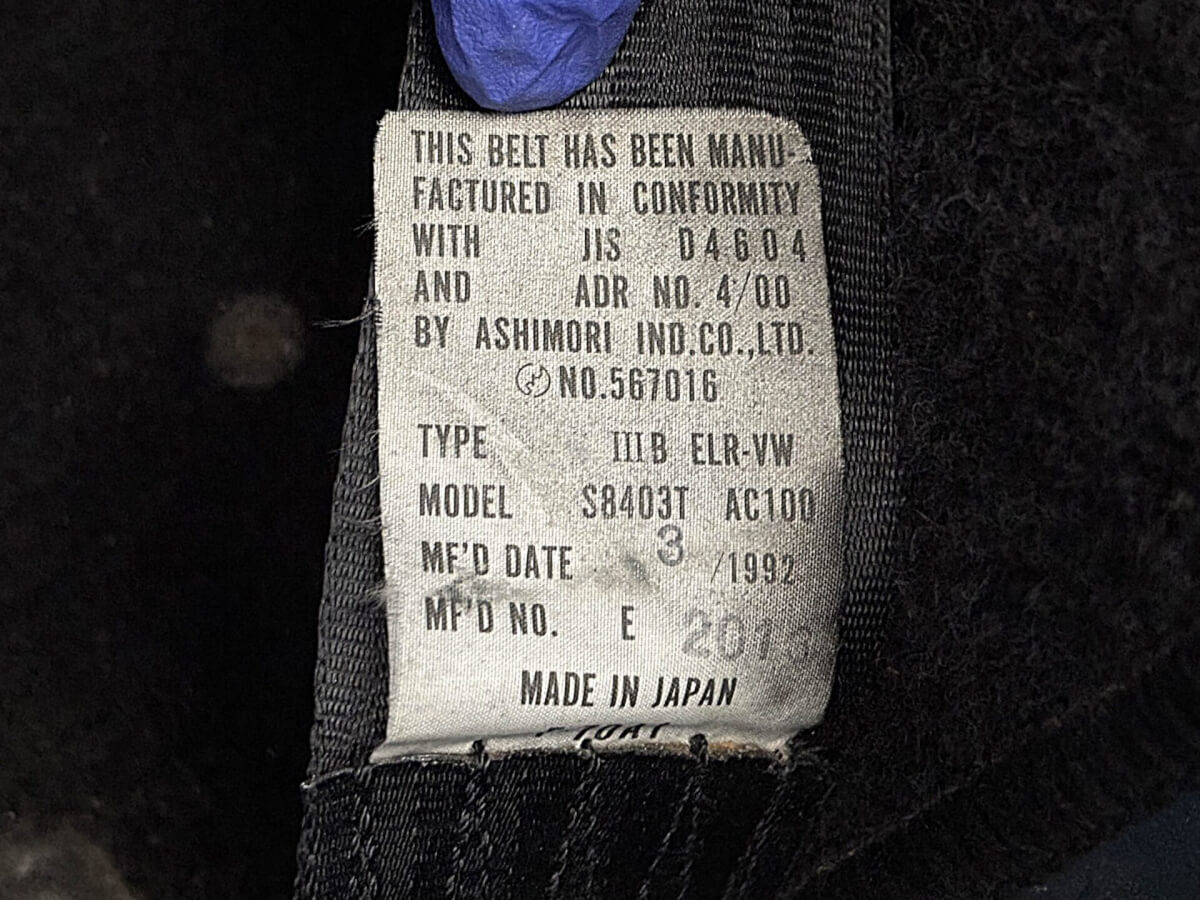 THIS BELT HAS BEEN MANU-
FACTURED IN CONFORMITY
WITH JIS D4604
AND ADR NO. 4/00
BY ASHIMORI IND.CO.,LTD.
NO.567016
TYPE III B ELR-VW
MODEL S8403T AC100
MF'D DATE 3 /1992
MF'D NO. E
MADE IN JAPAN